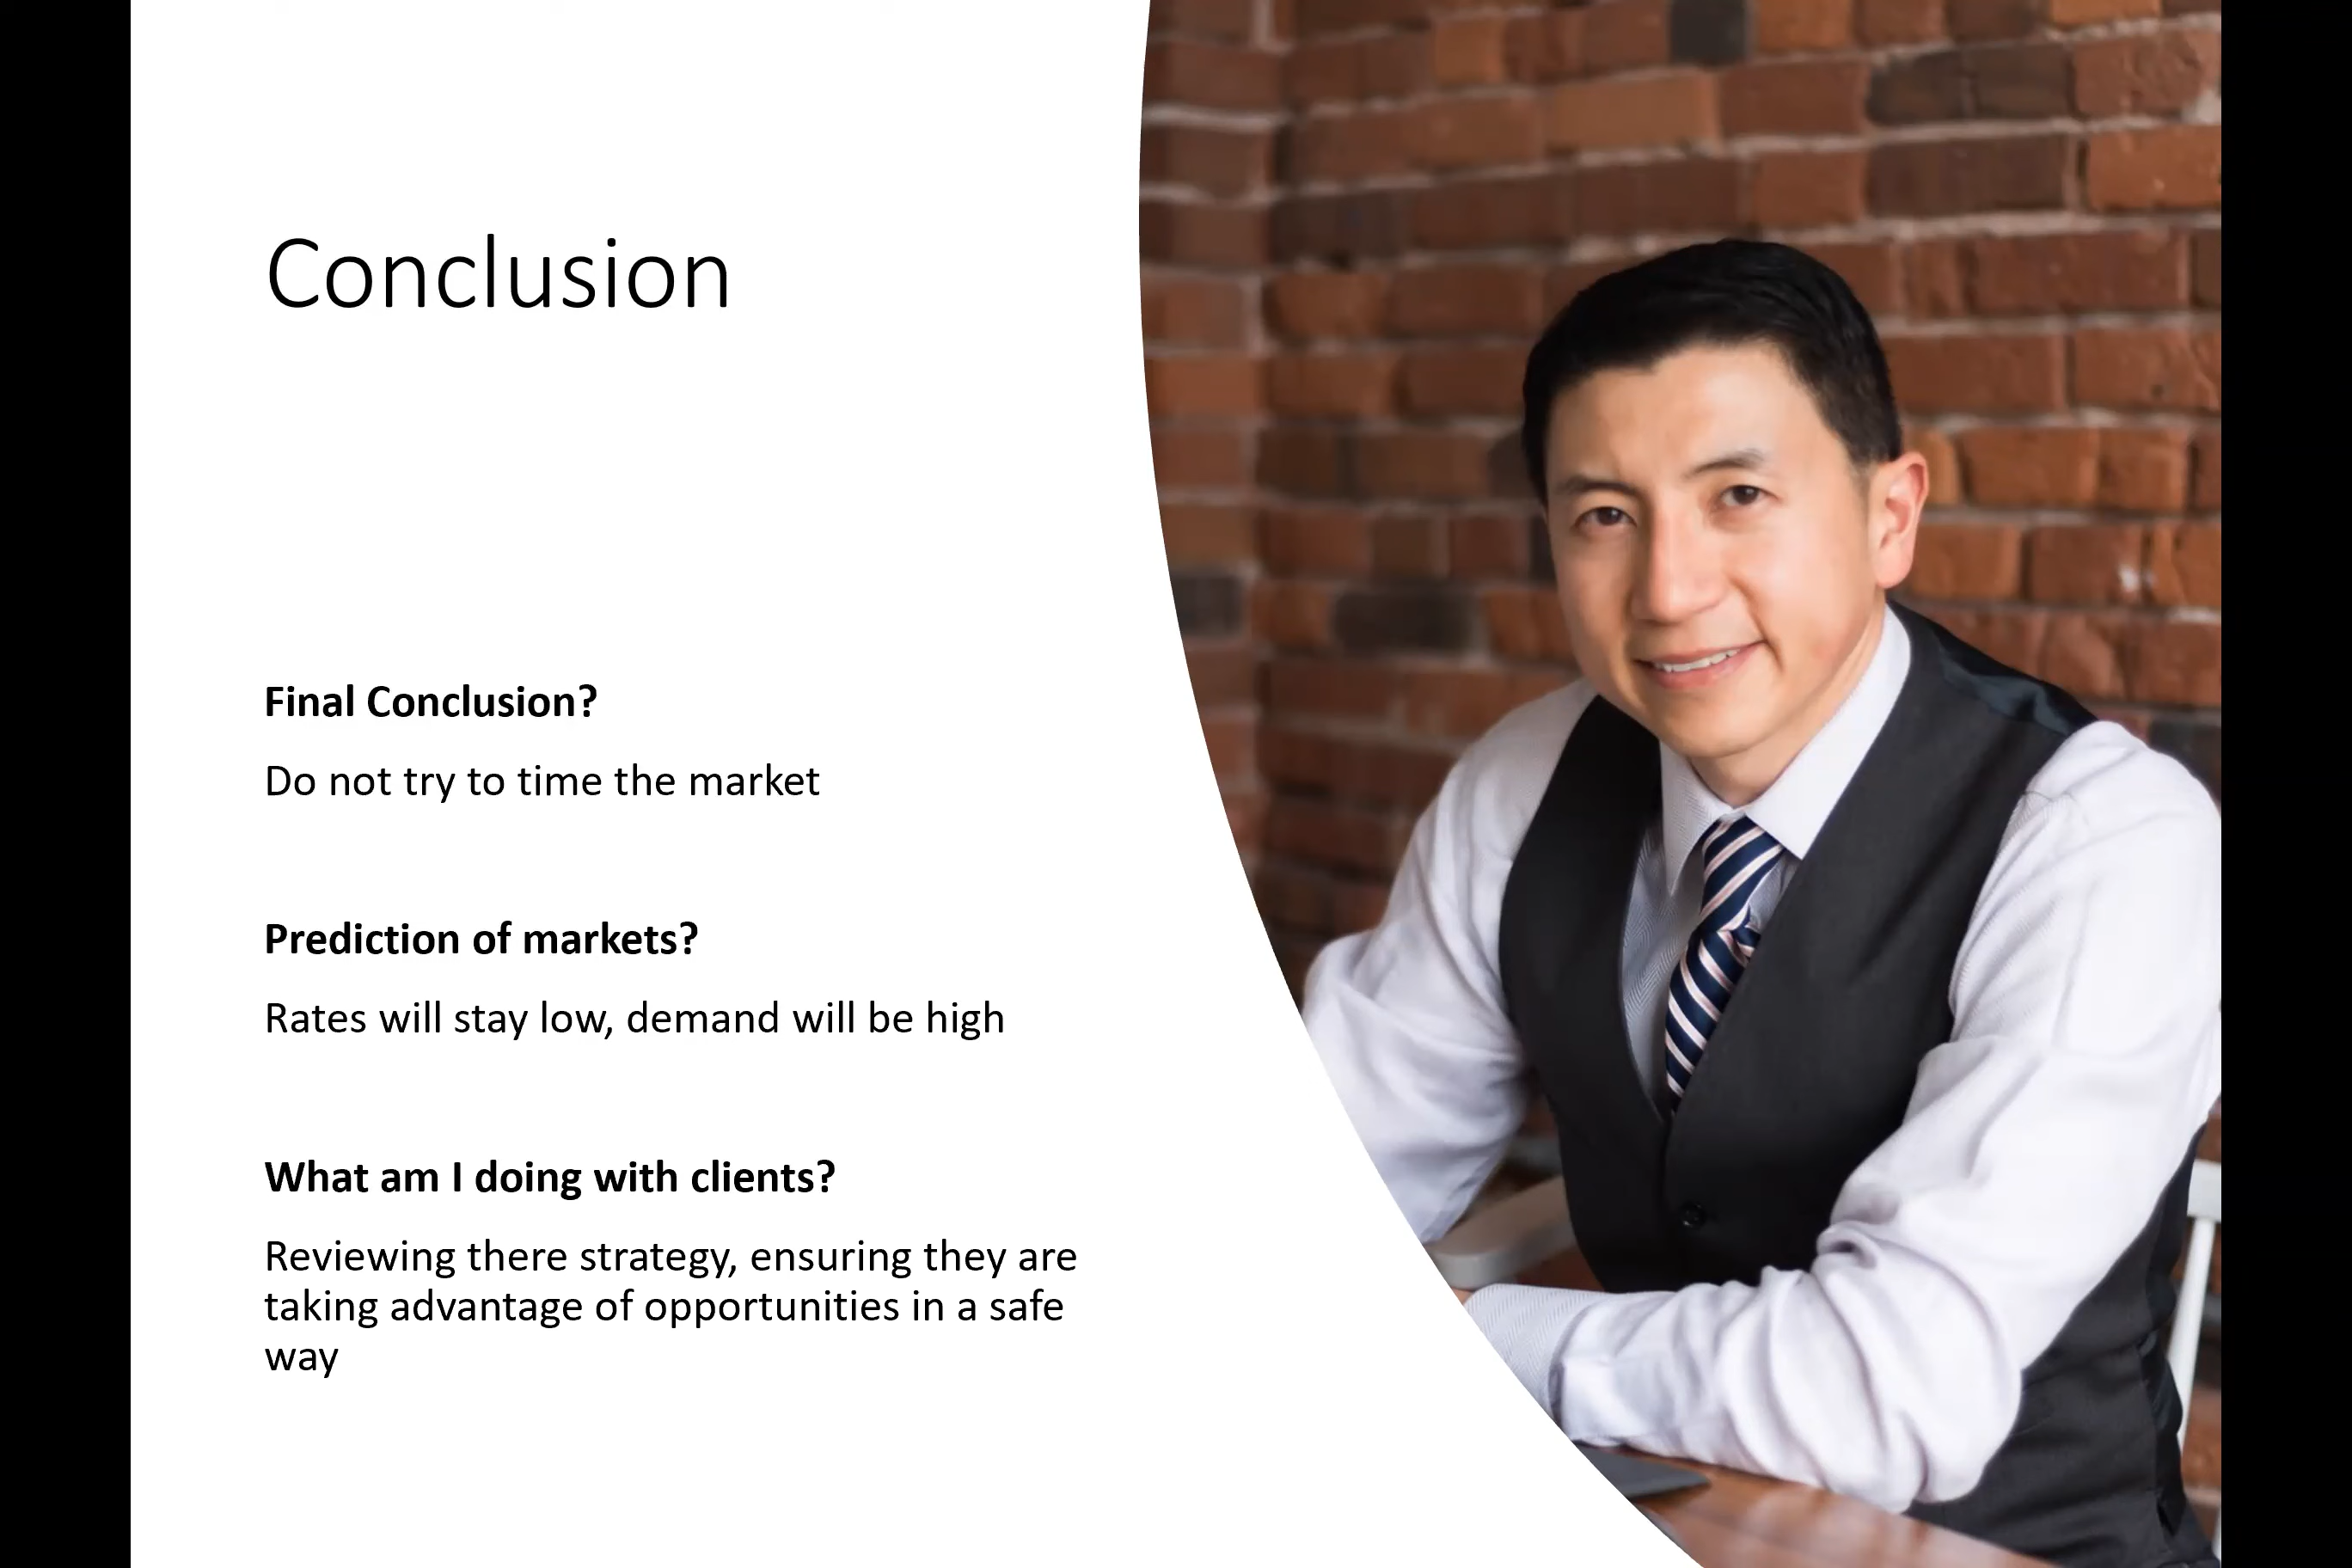 Conclusion
Final Conclusion?
Do not try to time the market
Prediction of markets?
Rates will stay low, demand will be high
What am I doing with clients?
Reviewing there strategy, ensuring they are
taking advantage of opportunities in a safe
way